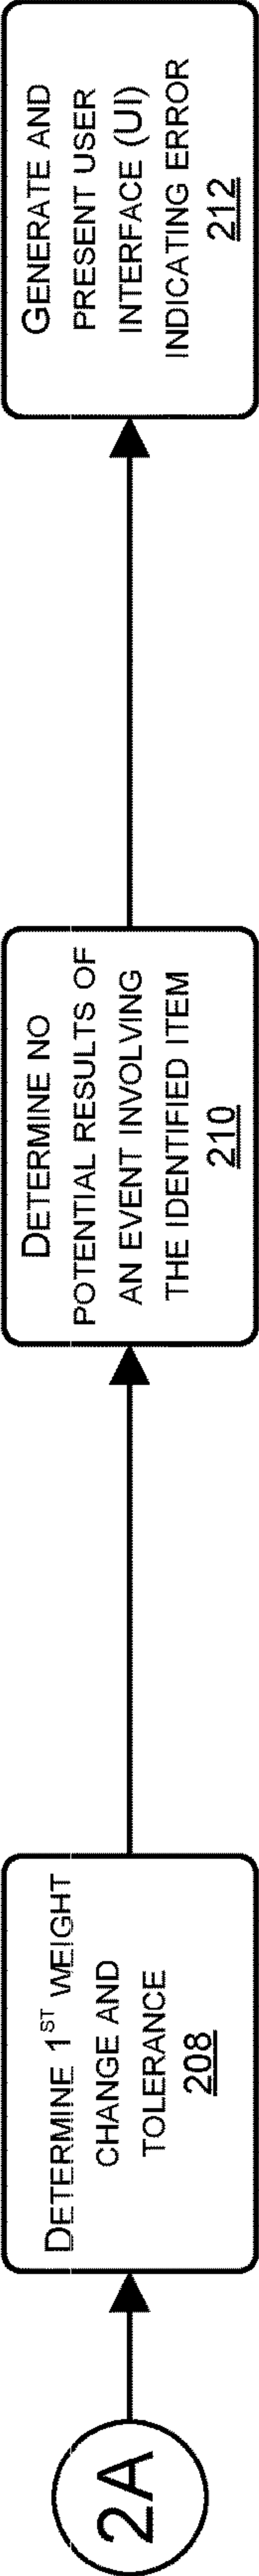 2A
DETERMINE 1ST WEIGHT
CHANGE AND
TOLERANCE
208
DETERMINE NO
POTENTIAL RESULTS OF
AN EVENT INVOLVING
THE IDENTIFIED ITEM
210
GENERATE AND
PRESENT USER
INTERFACE (UI)
INDICATING ERROR
212